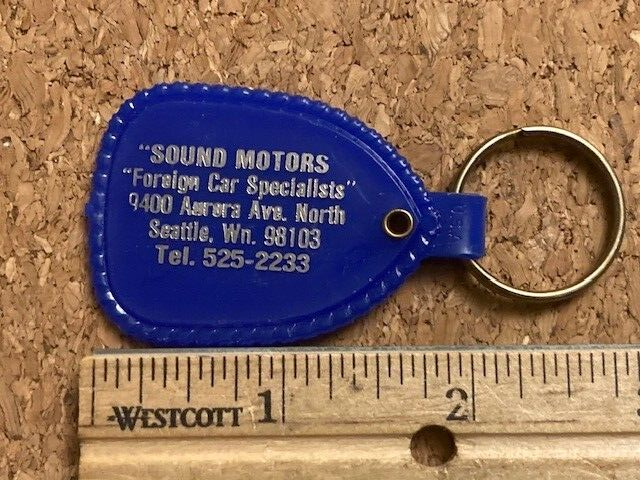 "SOUND MOTORS
"Foreign Car Specialists"
9400 Aurora Ave. North
Seattle, Wn. 98103
Tel. 525-2233
WESTCOTT 1 2